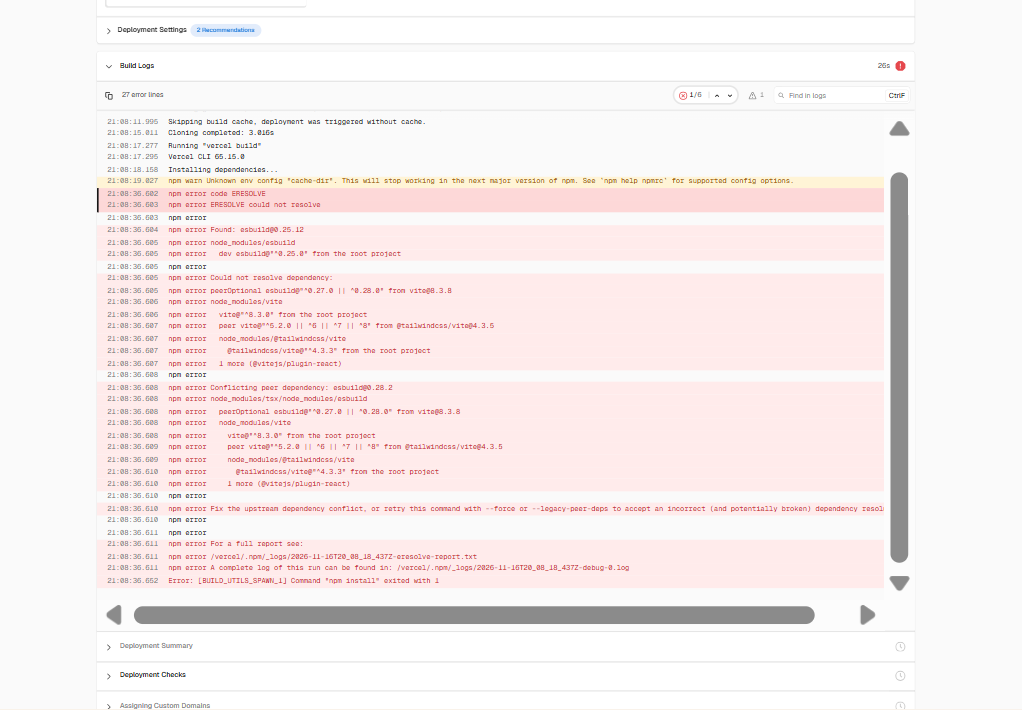 Deployment Settings 2 Recommendations
Build Logs 26s
27 error lines 1/6 1 Find in logs CtrlF
21:08:11.995 Skipping build cache, deployment was triggered without cache.
21:08:15.011 Cloning completed: 3.016s
21:08:17.277 Running "vercel build"
21:08:17.295 Vercel CLI 65.15.0
21:08:18.158 Installing dependencies...
21:08:19.027 npm warn Unknown env config "cache-dir". This will stop working in the next major version of npm. See `npm help npmrc` for supported config options.
21:08:36.602 npm error code ERESOLVE
21:08:36.603 npm error ERESOLVE could not resolve
21:08:36.603 npm error
21:08:36.604 npm error Found: esbuild@0.25.12
21:08:36.605 npm error node_modules/esbuild
21:08:36.605 npm error   dev esbuild@"^0.25.0" from the root project
21:08:36.605 npm error
21:08:36.605 npm error Could not resolve dependency:
21:08:36.605 npm error peerOptional esbuild@"^0.27.0 || ^0.28.0" from vite@8.3.8
21:08:36.606 npm error node_modules/vite
21:08:36.606 npm error   vite@"^8.3.0" from the root project
21:08:36.607 npm error   peer vite@"^5.2.0 || ^6 || ^7 || ^8" from @tailwindcss/vite@4.3.5
21:08:36.607 npm error   node_modules/@tailwindcss/vite
21:08:36.607 npm error     @tailwindcss/vite@"^4.3.3" from the root project
21:08:36.607 npm error   1 more (@vitejs/plugin-react)
21:08:36.608 npm error
21:08:36.608 npm error Conflicting peer dependency: esbuild@0.28.2
21:08:36.608 npm error node_modules/tsx/node_modules/esbuild
21:08:36.608 npm error   peerOptional esbuild@"^0.27.0 || ^0.28.0" from vite@8.3.8
21:08:36.608 npm error   node_modules/vite
21:08:36.608 npm error     vite@"^8.3.0" from the root project
21:08:36.609 npm error     peer vite@"^5.2.0 || ^6 || ^7 || ^8" from @tailwindcss/vite@4.3.5
21:08:36.609 npm error     node_modules/@tailwindcss/vite
21:08:36.610 npm error       @tailwindcss/vite@"^4.3.3" from the root project
21:08:36.610 npm error     1 more (@vitejs/plugin-react)
21:08:36.610 npm error
21:08:36.610 npm error Fix the upstream dependency conflict, or retry this command with --force or --legacy-peer-deps to accept an incorrect (and potentially broken) dependency resol
21:08:36.610 npm error
21:08:36.611 npm error
21:08:36.611 npm error For a full report see:
21:08:36.611 npm error /vercel/.npm/_logs/2026-11-16T20_08_18_437Z-eresolve-report.txt
21:08:36.611 npm error A complete log of this run can be found in: /vercel/.npm/_logs/2026-11-16T20_08_18_437Z-debug-0.log
21:08:36.652 Error: [BUILD_UTILS_SPAWN_1] Command "npm install" exited with 1
Deployment Summary
Deployment Checks
Assigning Custom Domains